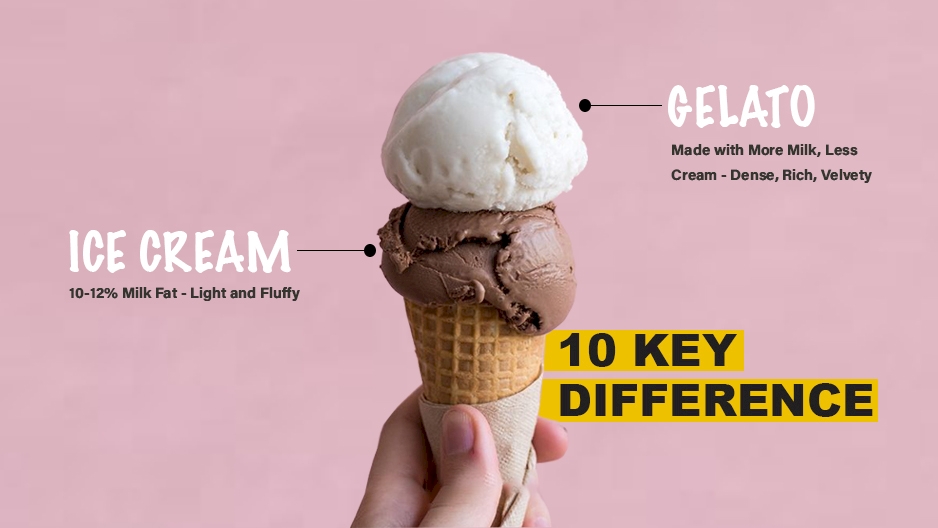 GELATO
Made with More Milk, Less
Cream - Dense, Rich, Velvety
ICE CREAM
10-12% Milk Fat - Light and Fluffy
10 KEY
DIFFERENCE